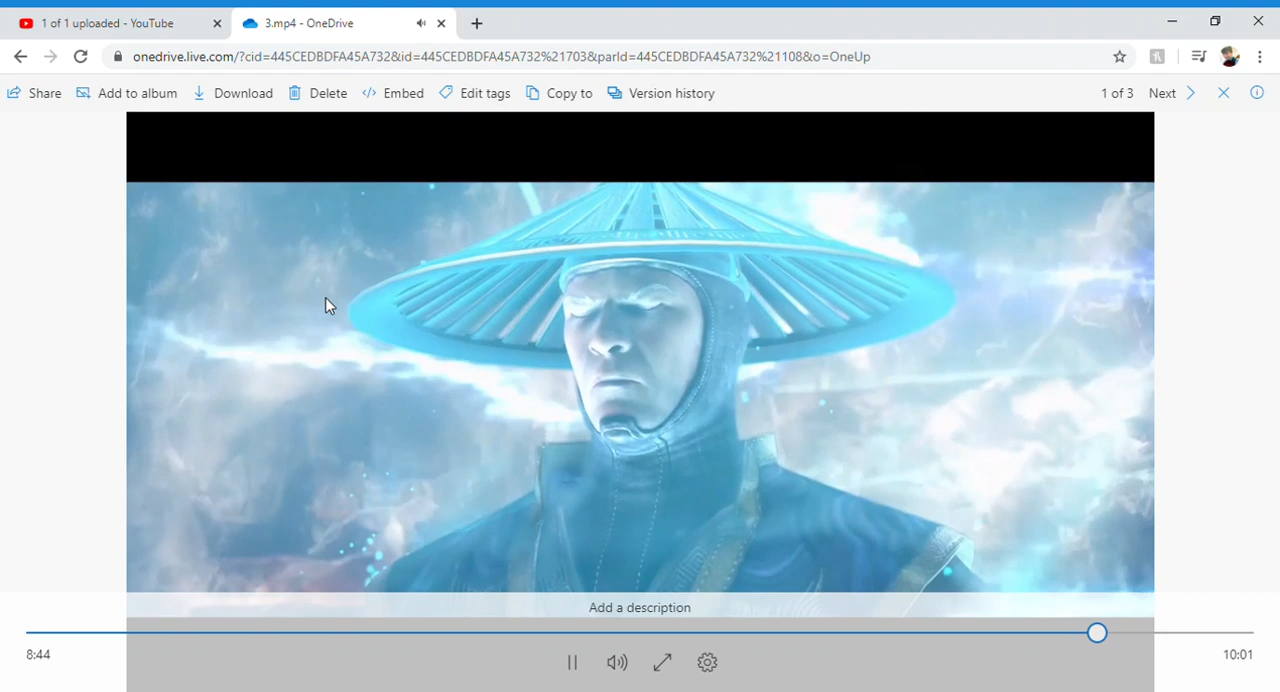 1 of 1 uploaded - YouTube
3.mp4 - OneDrive
onedrive.live.com/?cid=445CEDBDFA45A732&id=445CEDBDFA45A732%21703&parId=445CEDBDFA45A732%21108&o=OneUp
Share Add to album Download Delete Embed Edit tags Copy to Version history 1 of 3 Next
Add a description
8:44 10:01